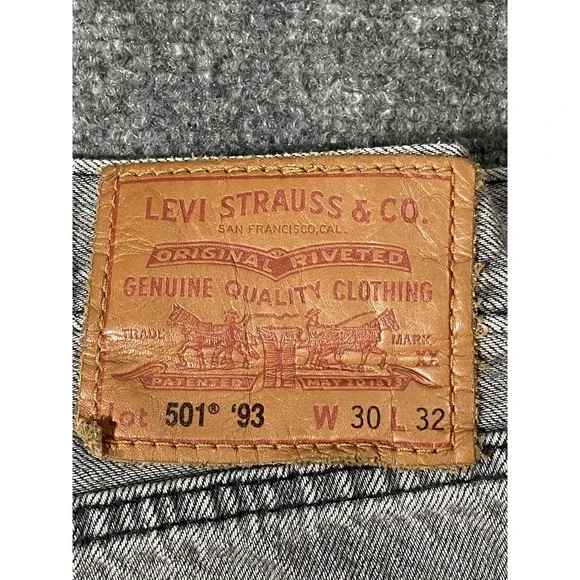 LEVI STRAUSS & CO.
SAN FRANCISCO, CAL.
ORIGINAL RIVETED
GENUINE QUALITY CLOTHING
TRADE MARK
XX
PATENTED MAY 20 1873
lot 501® '93 W 30 L 32